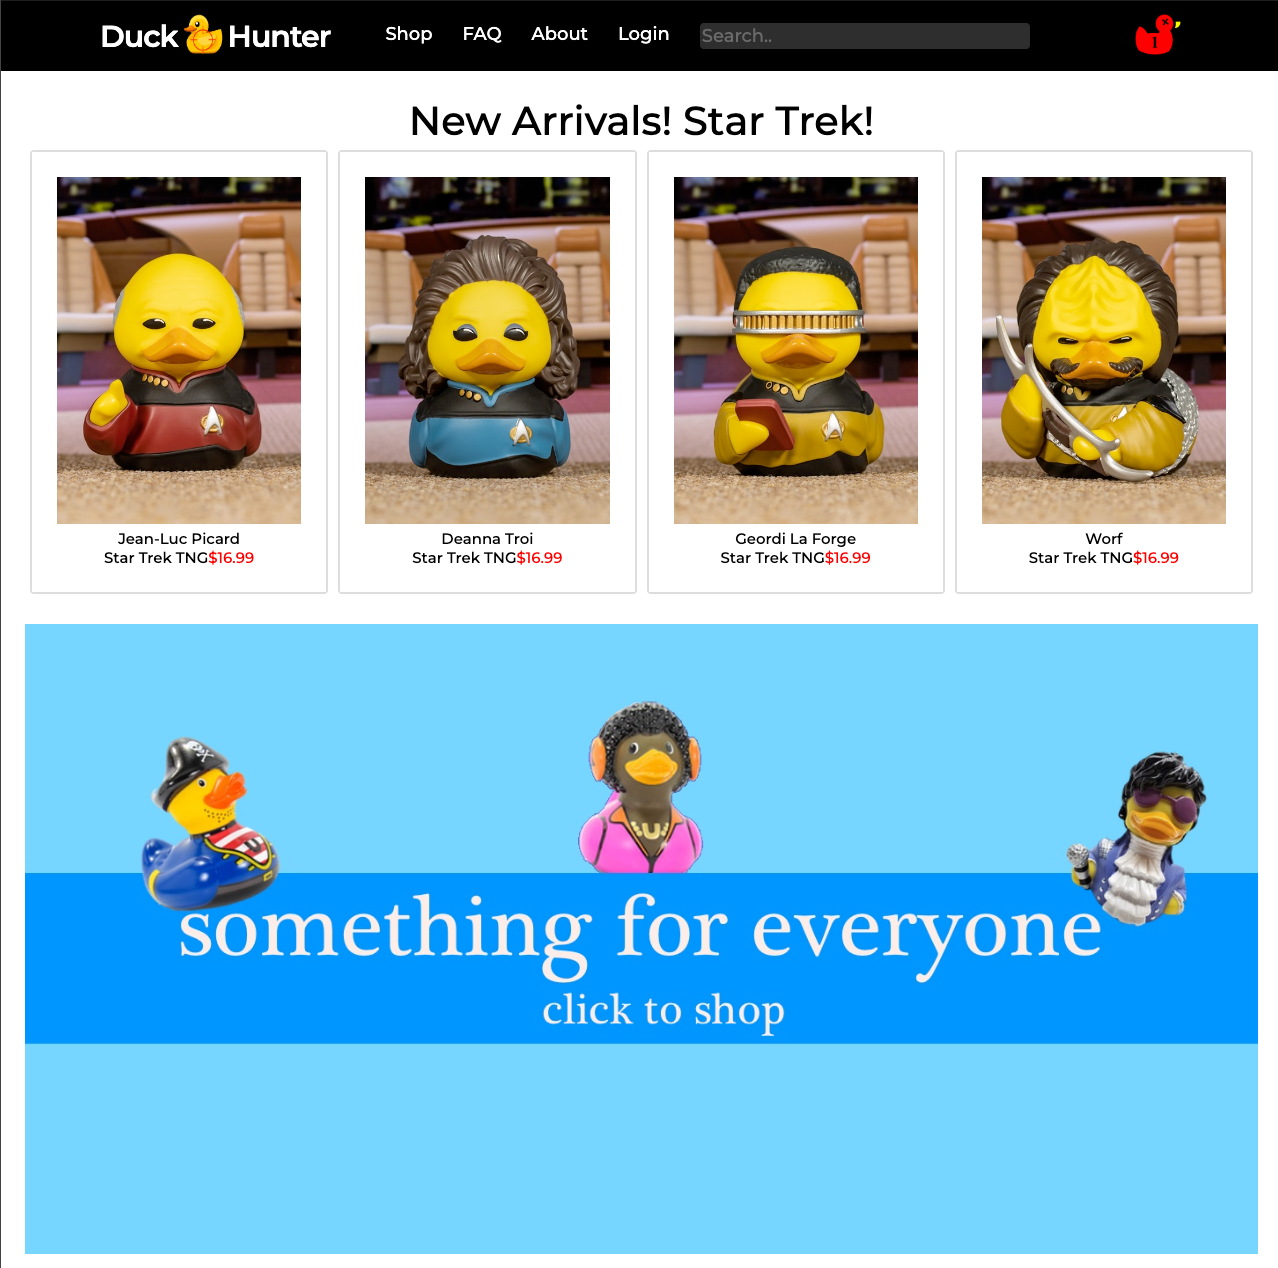 Duck Hunter
Shop FAQ About Login Search..
New Arrivals! Star Trek!
Jean-Luc Picard
Star Trek TNG$16.99
Deanna Troi
Star Trek TNG$16.99
Geordi La Forge
Star Trek TNG$16.99
Worf
Star Trek TNG$16.99
something for everyone
click to shop